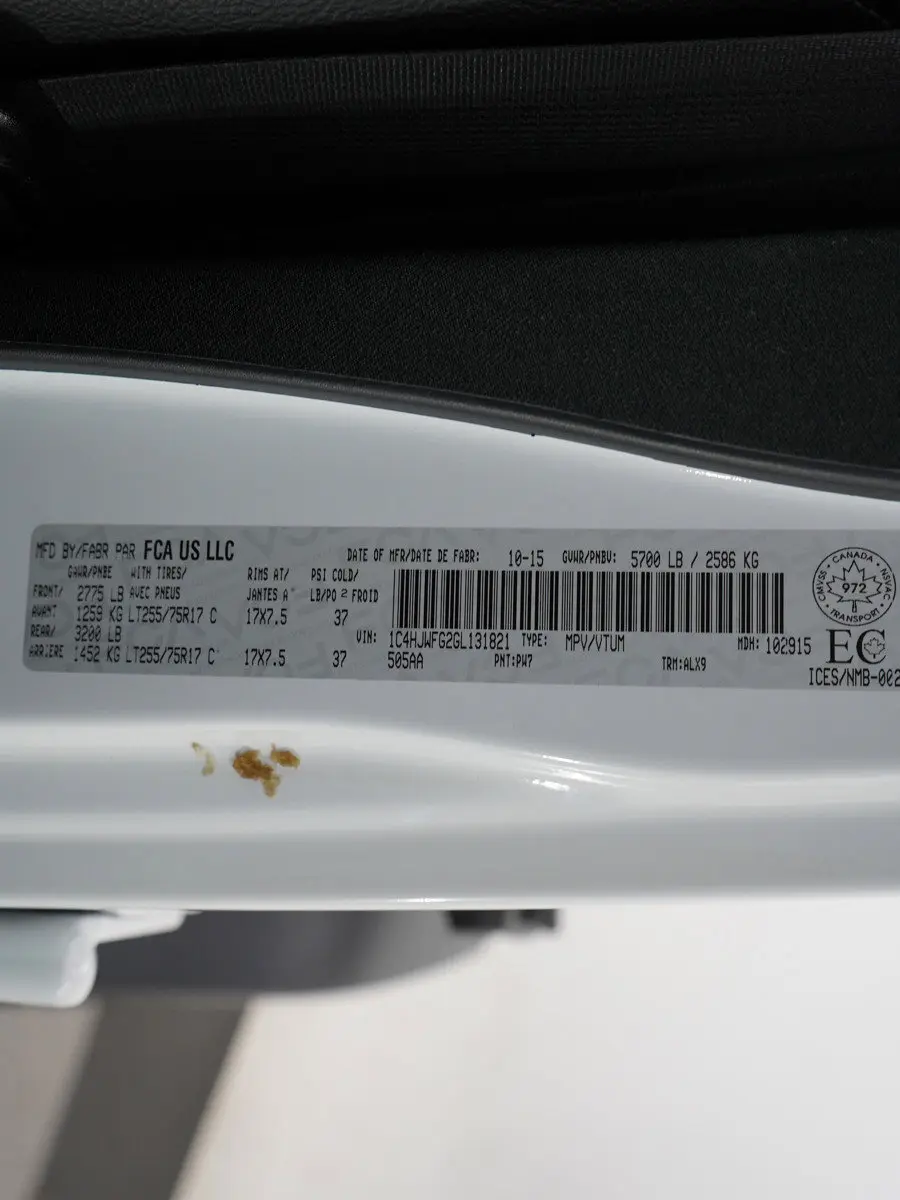 MFD BY/FABR PAR FCA US LLC DATE OF MFR/DATE DE FABR: 10-15 GVWR/PNBV: 5700 LB / 2586 KG
GAWR/PNBE WITH TIRES/ RIMS AT/ PSI COLD/
FRONT/ 2775 LB AVEC PNEUS JANTES A LB/PO 2 FROID
AVANT 1259 KG LT255/75R17 C 17X7.5 37
REAR/ 3200 LB VIN: 1C4HJWFG2GL131821 TYPE: MPV/VTUM MDH: 102915
ARRIERE 1452 KG LT255/75R17 C 17X7.5 37 505AA PNT:PW7 TRM:ALX9
CANADA
CMVSS 972 NSVAC
TRANSPORT
EC
ICES/NMB-002